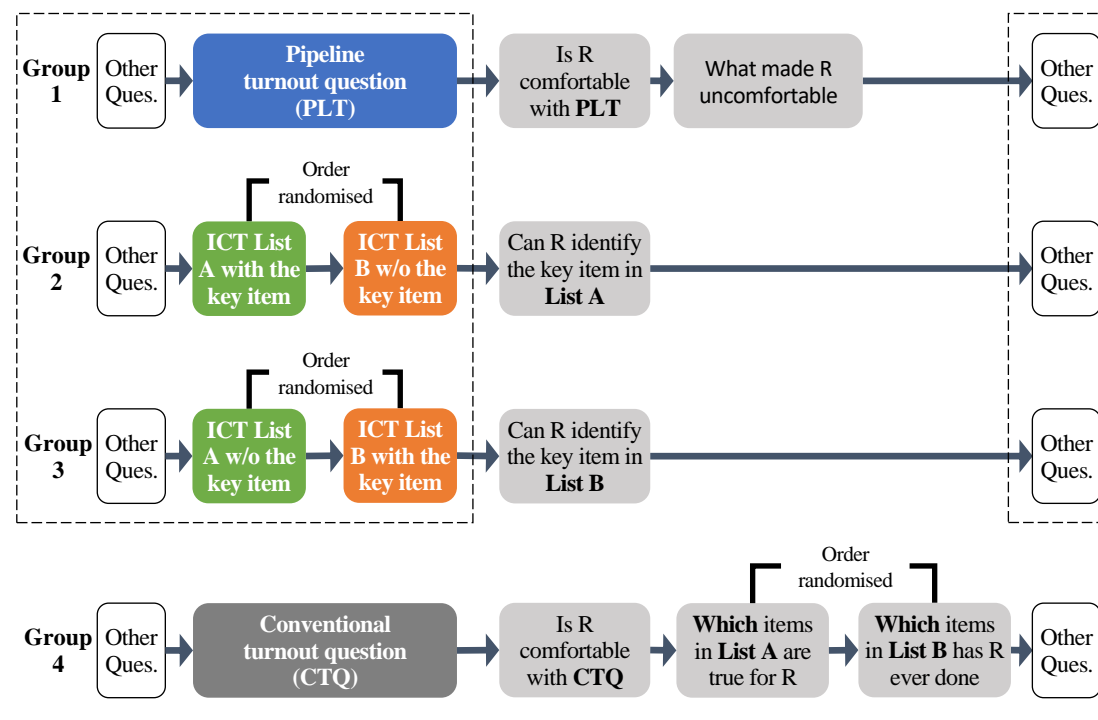 Group
1
Other
Ques.
Pipeline
turnout question
(PLT)
Is R
comfortable
with PLT
What made R
uncomfortable
Other
Ques.
Order
randomised
Group
2
Other
Ques.
ICT List
A with the
key item
ICT List
B w/o the
key item
Can R identify
the key item in
List A
Other
Ques.
Order
randomised
Group
3
Other
Ques.
ICT List
A w/o the
key item
ICT List
B with the
key item
Can R identify
the key item in
List B
Other
Ques.
Order
randomised
Group
4
Other
Ques.
Conventional
turnout question
(CTQ)
Is R
comfortable
with CTQ
Which items
in List A are
true for R
Which items
in List B has R
ever done
Other
Ques.